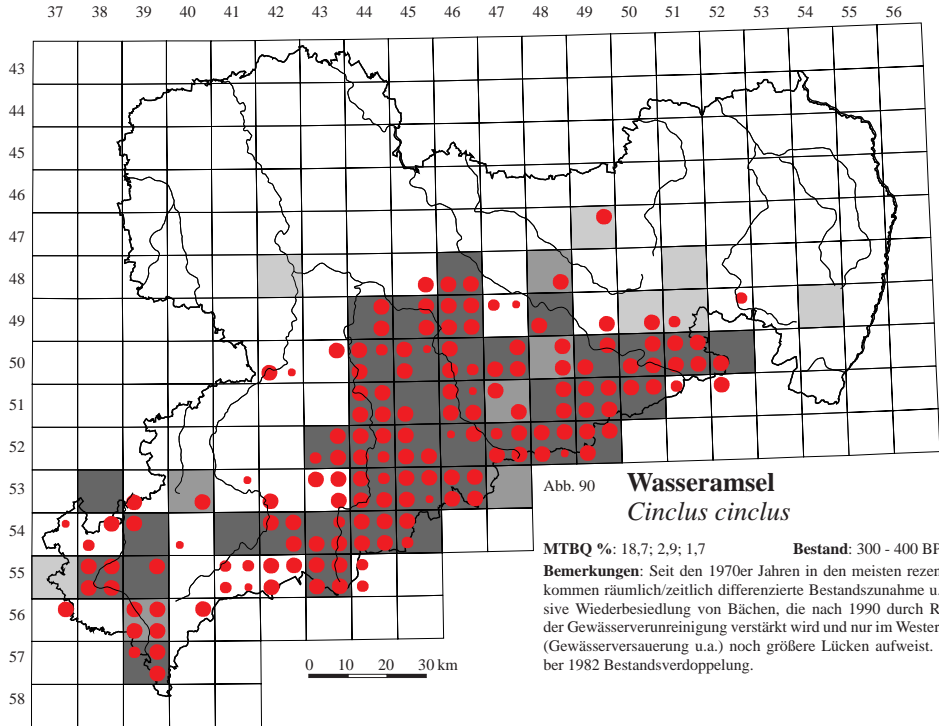 37 38 39 40 41 42 43 44 45 46 47 48 49 50 51 52 53 54 55 56
43
44
45
46
47
48
49
50
51
52
53
54
55
56
57
58
0 10 20 30 km
Abb. 90 Wasseramsel
Cinclus cinclus
MTBQ %: 18,7; 2,9; 1,7 Bestand: 300 - 400 BP
Bemerkungen: Seit den 1970er Jahren in den meisten rezen
kommen räumlich/zeitlich differenzierte Bestandszunahme u.
sive Wiederbesiedlung von Bächen, die nach 1990 durch R
der Gewässerverunreinigung verstärkt wird und nur im Wester
(Gewässerversauerung u.a.) noch größere Lücken aufweist.
ber 1982 Bestandsverdoppelung.